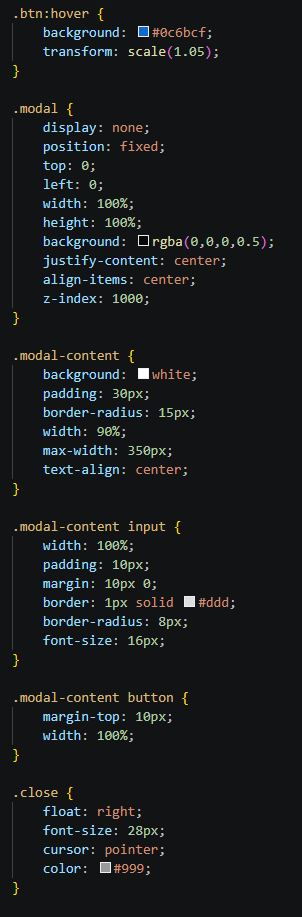 .btn:hover {
    background: #0c6bcf;
    transform: scale(1.05);
}

.modal {
    display: none;
    position: fixed;
    top: 0;
    left: 0;
    width: 100%;
    height: 100%;
    background: rgba(0,0,0,0.5);
    justify-content: center;
    align-items: center;
    z-index: 1000;
}

.modal-content {
    background: white;
    padding: 30px;
    border-radius: 15px;
    width: 90%;
    max-width: 350px;
    text-align: center;
}

.modal-content input {
    width: 100%;
    padding: 10px;
    margin: 10px 0;
    border: 1px solid #ddd;
    border-radius: 8px;
    font-size: 16px;
}

.modal-content button {
    margin-top: 10px;
    width: 100%;
}

.close {
    float: right;
    font-size: 28px;
    cursor: pointer;
    color: #999;
}